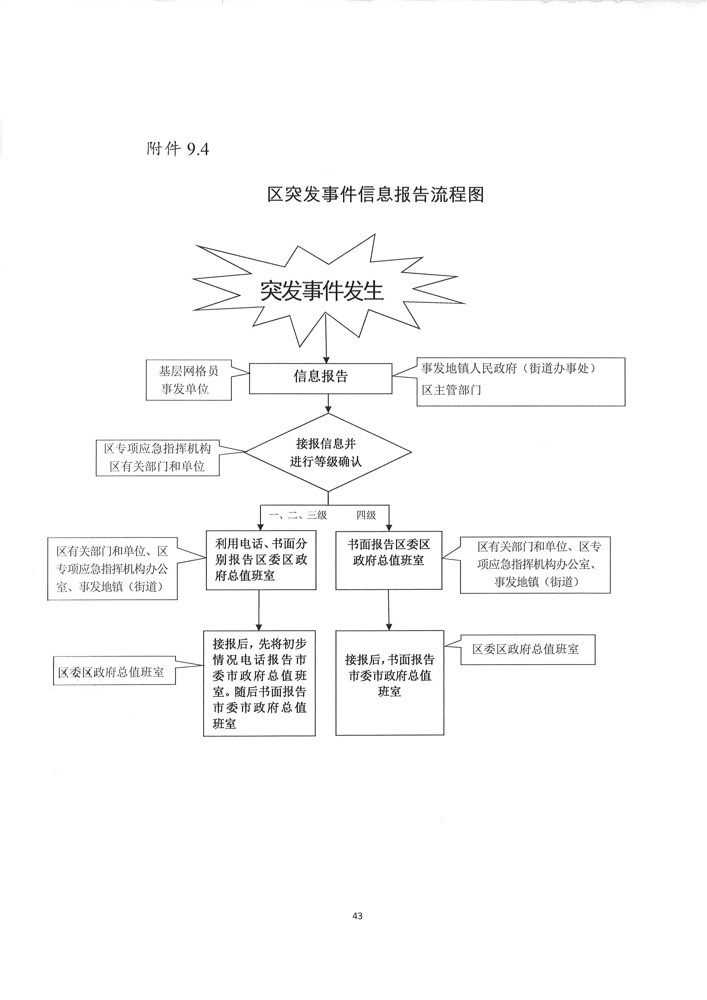 附件 9.4
区突发事件信息报告流程图
突发事件发生
基层网格员
事发单位
信息报告
事发地镇人民政府（街道办事处）
区主管部门
区专项应急指挥机构
区有关部门和单位
接报信息并
进行等级确认
一、二、三级
四级
区有关部门和单位、区
专项应急指挥机构办公
室、事发地镇（街道）
利用电话、书面分
别报告区委区政
府总值班室
书面报告区委区
政府总值班室
区有关部门和单位、区专
项应急指挥机构办公室、
事发地镇（街道）
区委区政府总值班室
接报后，先将初步
情况电话报告市
委市政府总值班
室。随后书面报告
市委市政府总值
班室
接报后，书面报告
市委市政府总值
班室
区委区政府总值班室
43